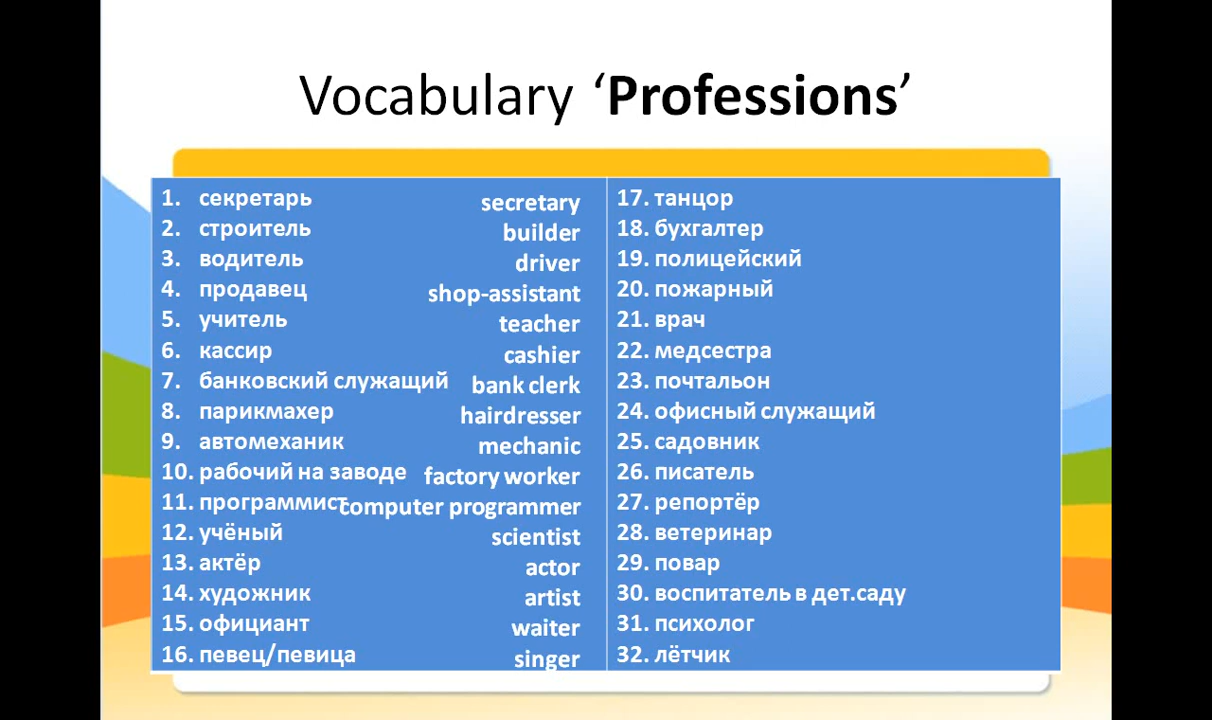 Vocabulary ‘Professions’
1. секретарь secretary
2. строитель builder
3. водитель driver
4. продавец shop-assistant
5. учитель teacher
6. кассир cashier
7. банковский служащий bank clerk
8. парикмахер hairdresser
9. автомеханик mechanic
10. рабочий на заводе factory worker
11. программист computer programmer
12. учёный scientist
13. актёр actor
14. художник artist
15. официант waiter
16. певец/певица singer
17. танцор
18. бухгалтер
19. полицейский
20. пожарный
21. врач
22. медсестра
23. почтальон
24. офисный служащий
25. садовник
26. писатель
27. репортёр
28. ветеринар
29. повар
30. воспитатель в дет.саду
31. психолог
32. лётчик